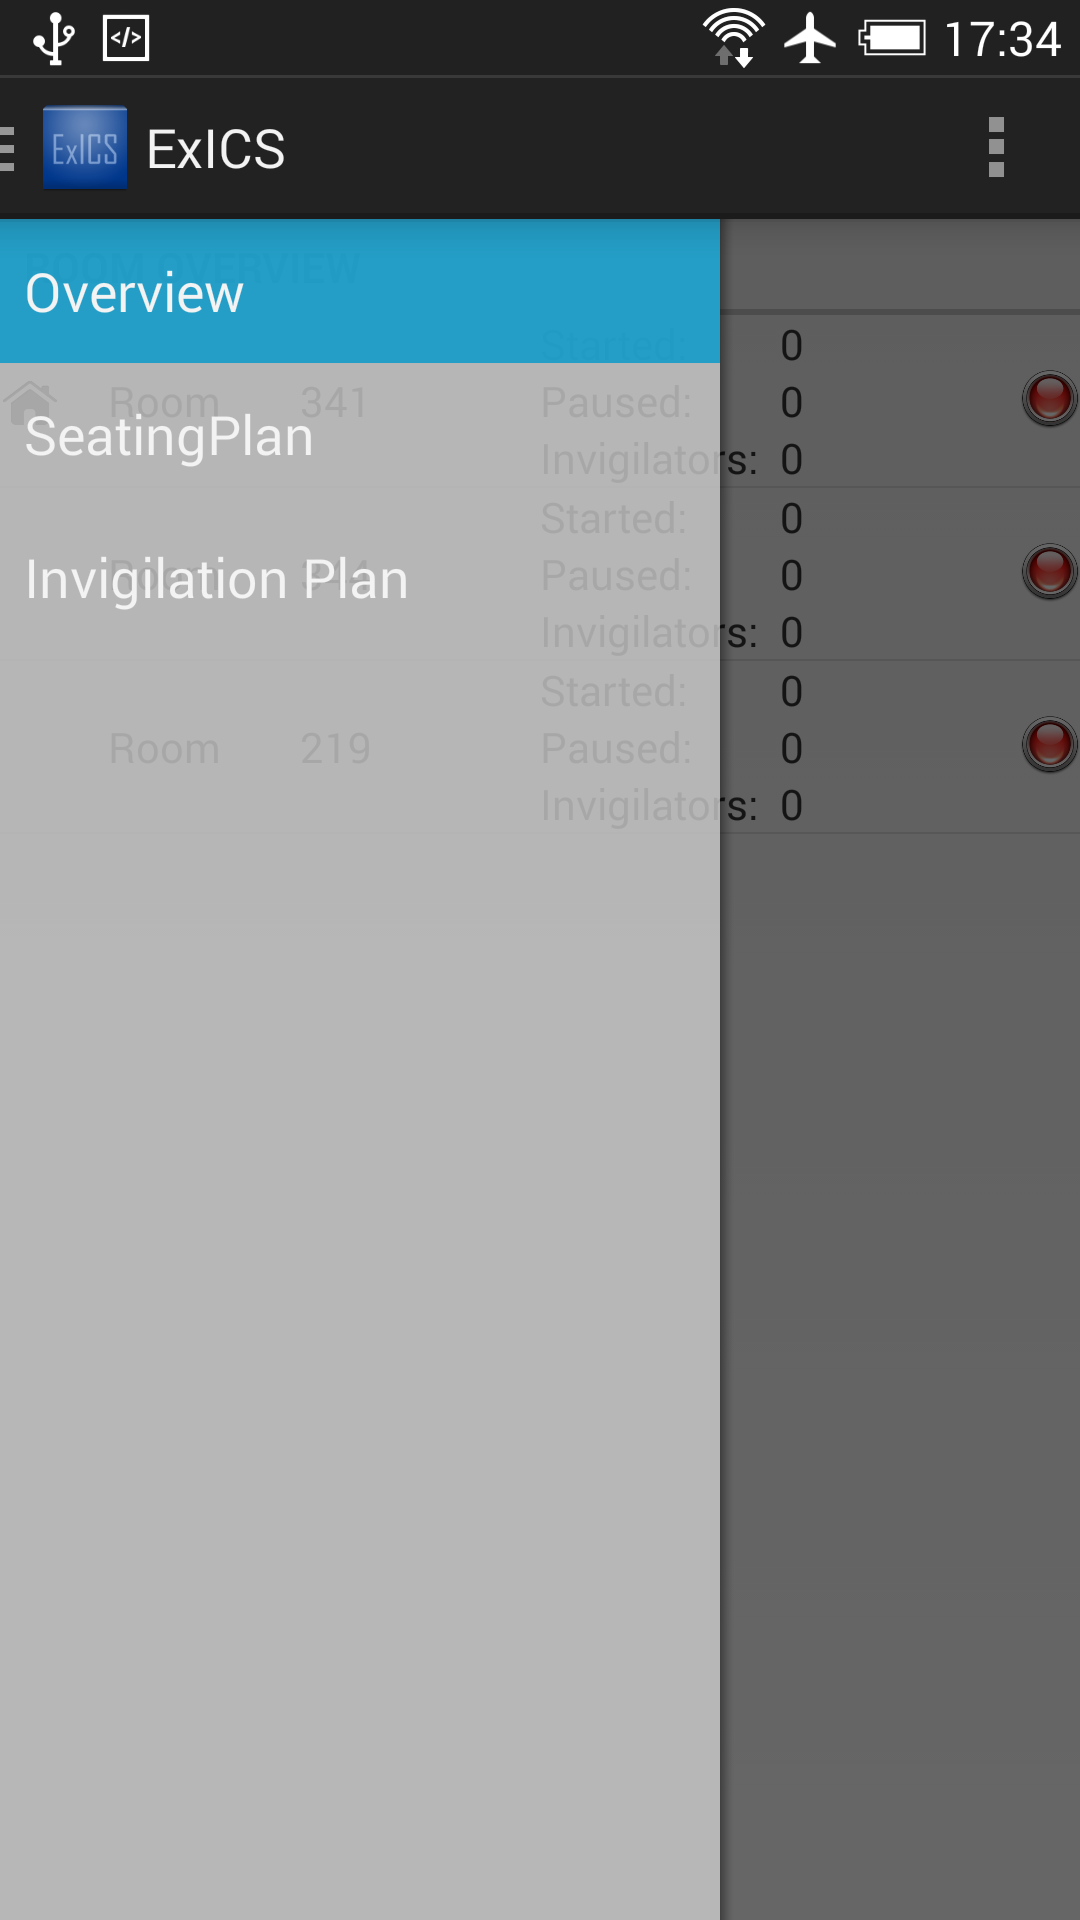 </> 17:34
ExICS ExICS
ROOM OVERVIEW
Overview
Started: 0
Room 341 Paused: 0
SeatingPlan
Invigilators: 0
Started: 0
Room Paused: 0
Invigilation Plan
Invigilators: 0
Started: 0
Room 219 Paused: 0
Invigilators: 0